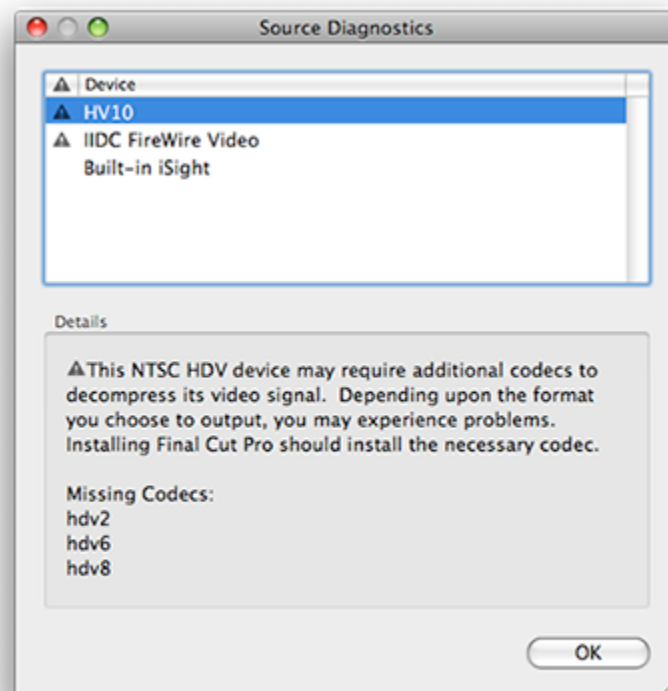 Source Diagnostics
Device
HV10
IIDC FireWire Video
Built-in iSight
Details
This NTSC HDV device may require additional codecs to
decompress its video signal. Depending upon the format
you choose to output, you may experience problems.
Installing Final Cut Pro should install the necessary codec.
Missing Codecs:
hdv2
hdv6
hdv8
OK